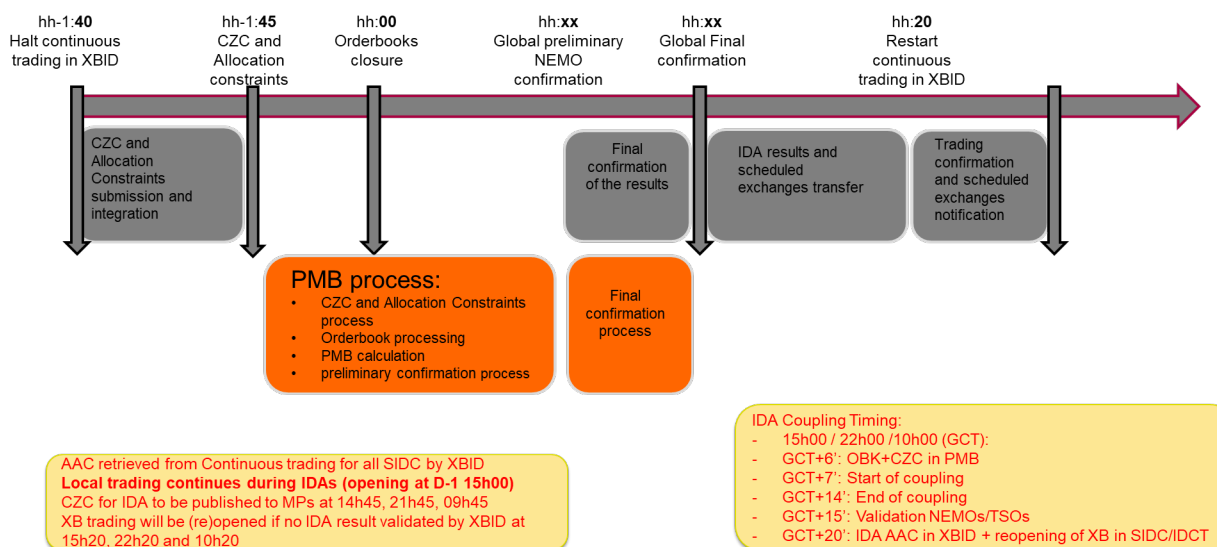 hh-1:40
Halt continuous
trading in XBID
hh-1:45
CZC and
Allocation
constraints
hh:00
Orderbooks
closure
hh:xx
Global preliminary
NEMO
confirmation
hh:xx
Global Final
confirmation
hh:20
Restart
continuous
trading in XBID
CZC and
Allocation
Constraints
submission and
integration
Final
confirmation
of the results
IDA results and
scheduled
exchanges transfer
Trading
confirmation
and scheduled
exchanges
notification
PMB process:
• CZC and Allocation Constraints
process
• Orderbook processing
• PMB calculation
• preliminary confirmation process
Final
confirmation
process
AAC retrieved from Continuous trading for all SIDC by XBID
Local trading continues during IDAs (opening at D-1 15h00)
CZC for IDA to be published to MPs at 14h45, 21h45, 09h45
XB trading will be (re)opened if no IDA result validated by XBID at
15h20, 22h20 and 10h20
IDA Coupling Timing:
- 15h00 / 22h00 /10h00 (GCT):
- GCT+6’: OBK+CZC in PMB
- GCT+7’: Start of coupling
- GCT+14’: End of coupling
- GCT+15’: Validation NEMOs/TSOs
- GCT+20’: IDA AAC in XBID + reopening of XB in SIDC/IDCT